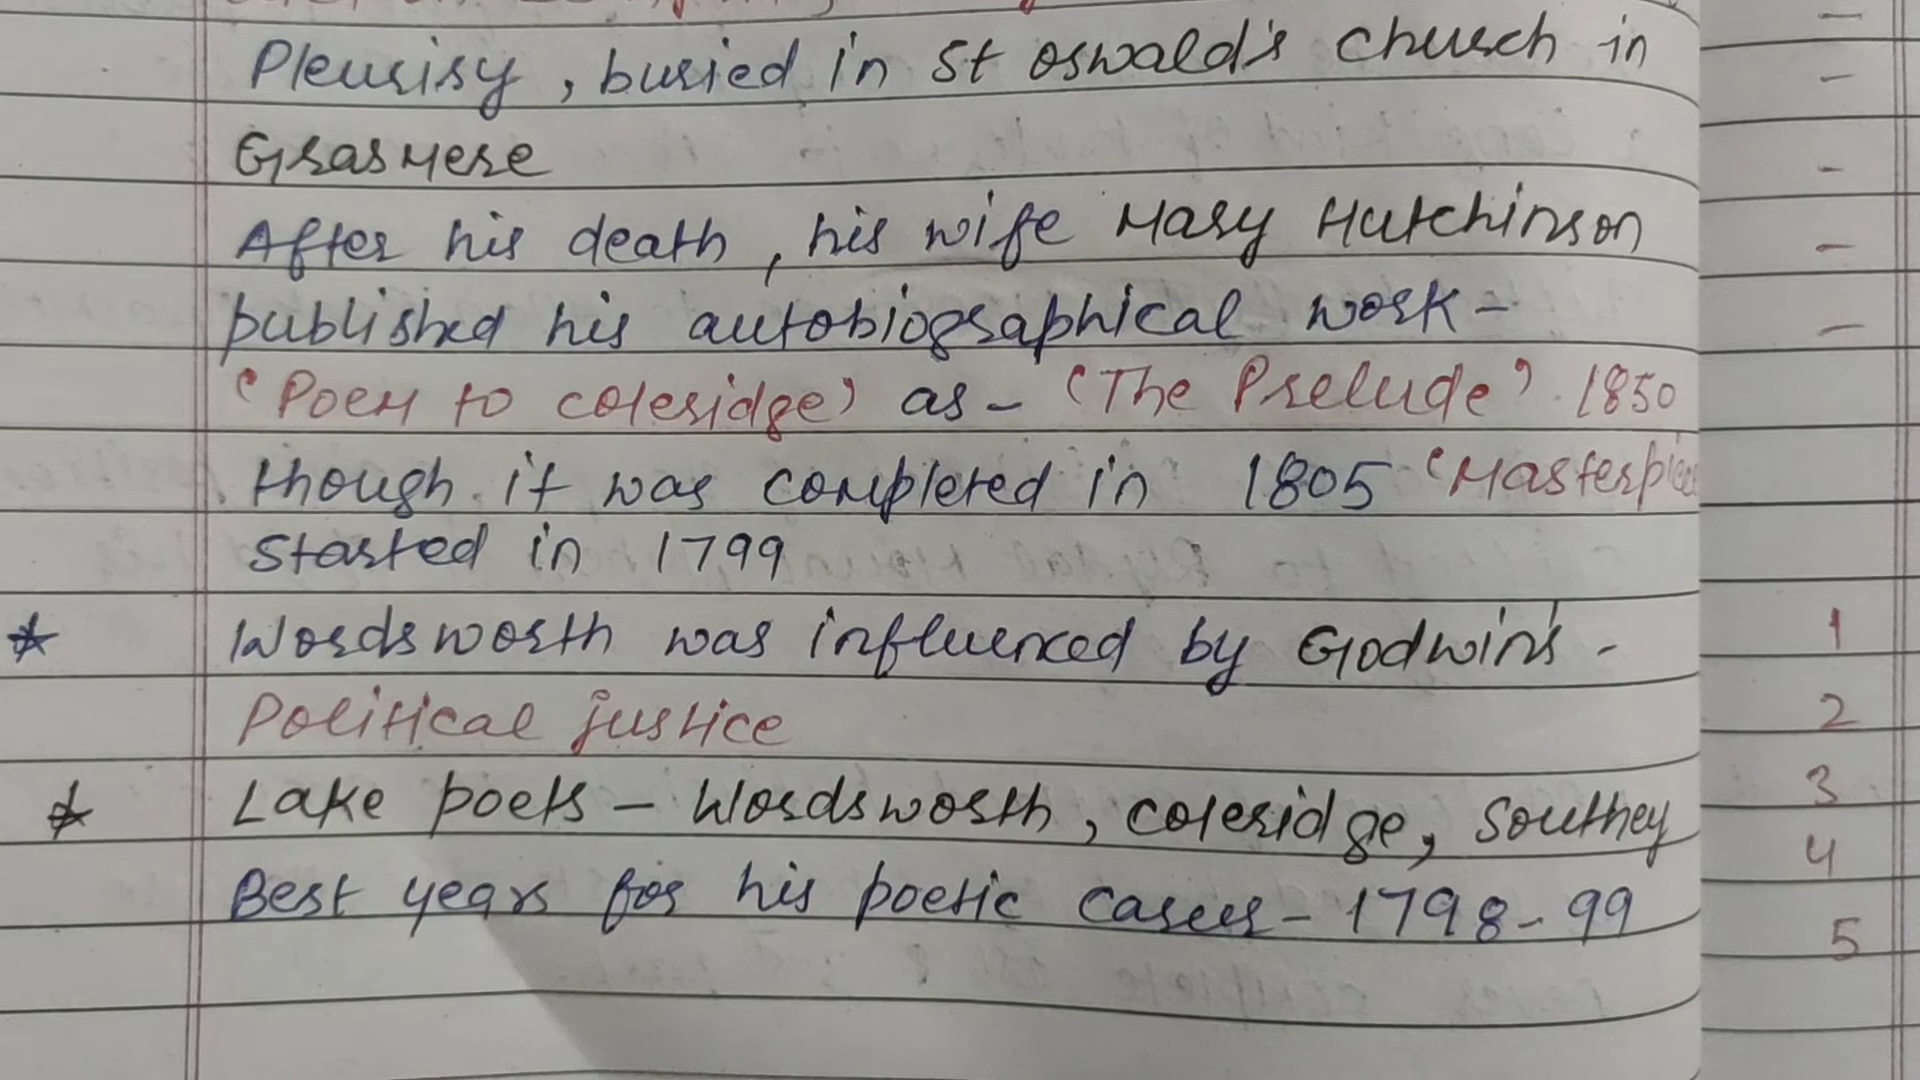 Pleurisy, buried in St Oswald's Church in
Grasmere
After his death, his wife Mary Hutchinson
published his autobiographical work -
'Poem to Coleridge' as - 'The Prelude' 1850
though it was completed in 1805 'Masterpiece
Started in 1799
Wordsworth was influenced by Godwin's -
Political justice
Lake poets - Wordsworth, Coleridge, Southey
Best years for his poetic career - 1798-99
1
2
3
4
5